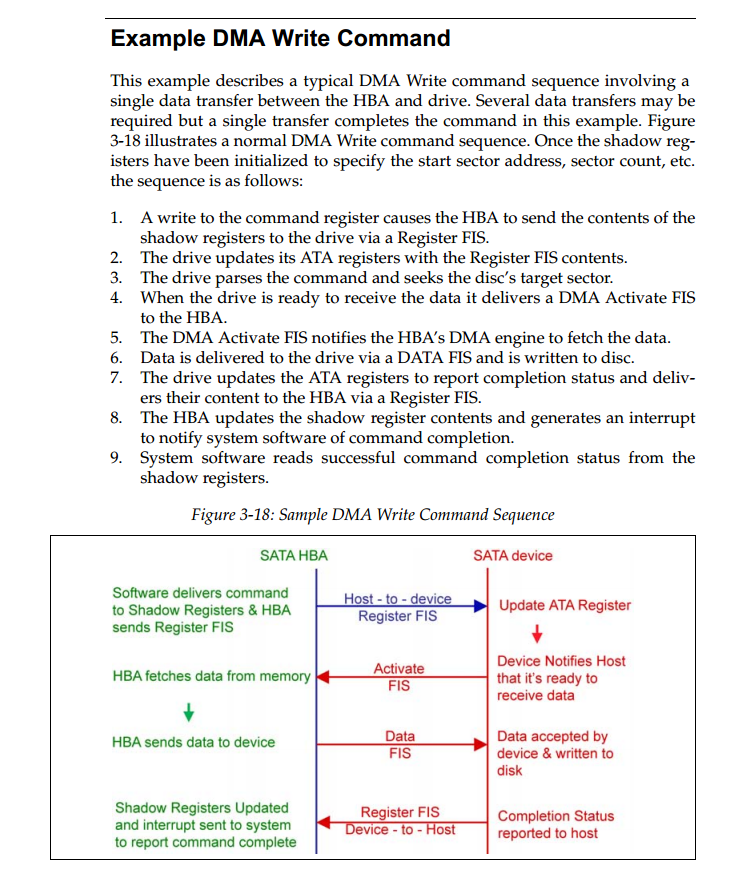 Example DMA Write Command
This example describes a typical DMA Write command sequence involving a
single data transfer between the HBA and drive. Several data transfers may be
required but a single transfer completes the command in this example. Figure
3-18 illustrates a normal DMA Write command sequence. Once the shadow reg-
isters have been initialized to specify the start sector address, sector count, etc.
the sequence is as follows:
1. A write to the command register causes the HBA to send the contents of the
shadow registers to the drive via a Register FIS.
2. The drive updates its ATA registers with the Register FIS contents.
3. The drive parses the command and seeks the disc's target sector.
4. When the drive is ready to receive the data it delivers a DMA Activate FIS
to the HBA.
5. The DMA Activate FIS notifies the HBA's DMA engine to fetch the data.
6. Data is delivered to the drive via a DATA FIS and is written to disc.
7. The drive updates the ATA registers to report completion status and deliv-
ers their content to the HBA via a Register FIS.
8. The HBA updates the shadow register contents and generates an interrupt
to notify system software of command completion.
9. System software reads successful command completion status from the
shadow registers.
Figure 3-18: Sample DMA Write Command Sequence
SATA HBA
SATA device
Software delivers command
to Shadow Registers & HBA
sends Register FIS
Host - to - device
Register FIS
Update ATA Register
HBA fetches data from memory
Activate
FIS
Device Notifies Host
that it's ready to
receive data
HBA sends data to device
Data
FIS
Data accepted by
device & written to
disk
Shadow Registers Updated
and interrupt sent to system
to report command complete
Register FIS
Device - to - Host
Completion Status
reported to host